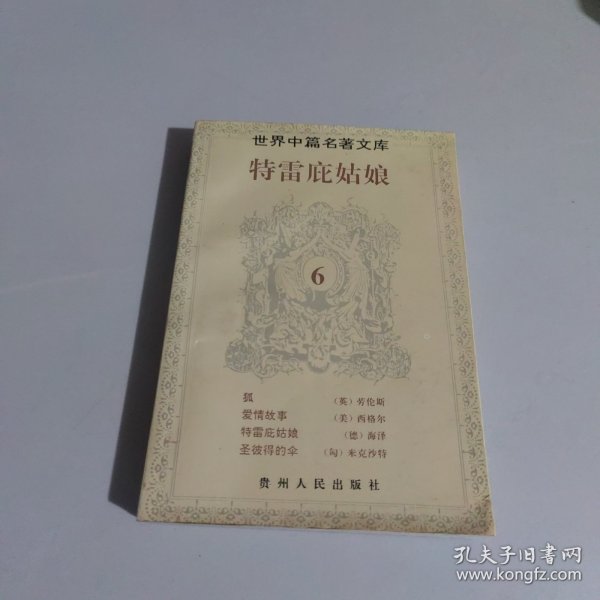 世界中篇名著文库
特雷庇姑娘
6
狐 （英）劳伦斯
爱情故事 （美）西格尔
特雷庇姑娘 （德）海泽
圣彼得的伞 （匈）米克沙特
贵州人民出版社
孔夫子旧书网
www.kongfz.com